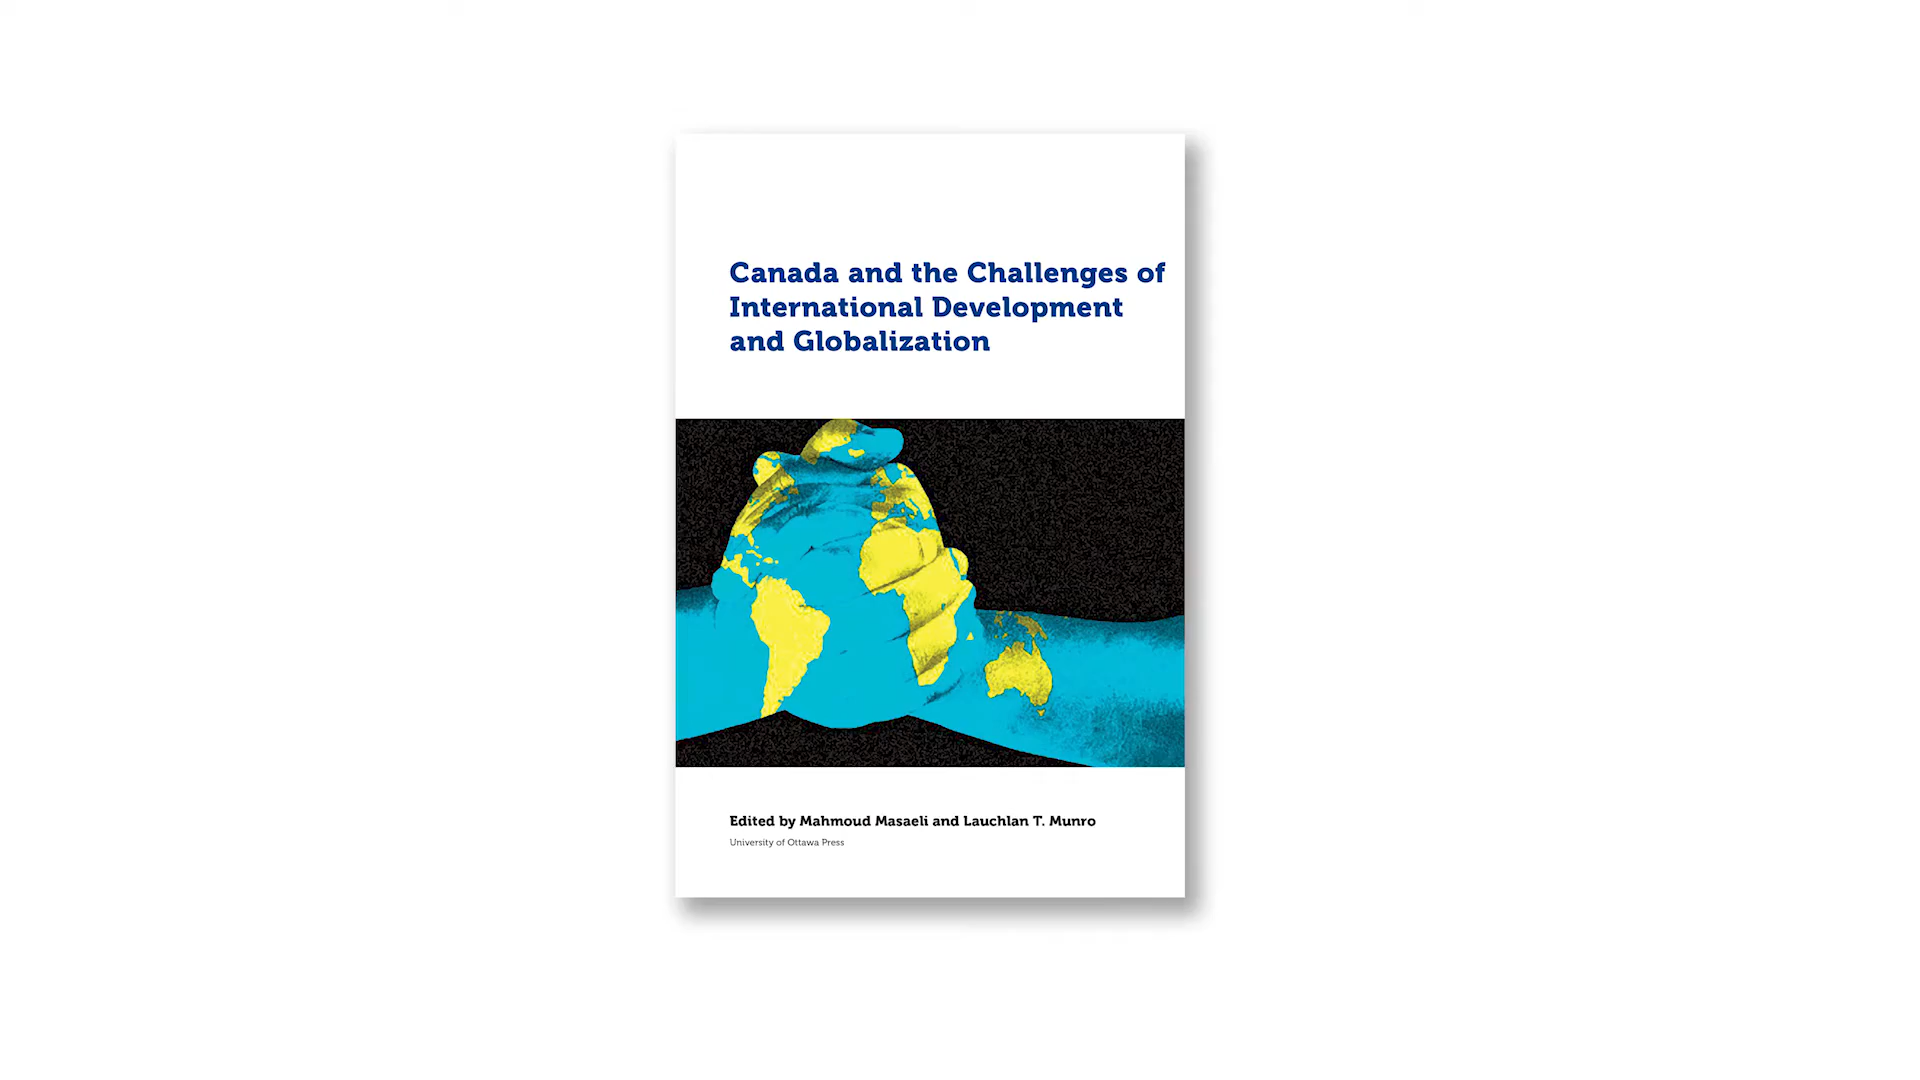 Canada and the Challenges of
International Development
and Globalization
Edited by Mahmoud Masaeli and Lauchlan T. Munro
University of Ottawa Press